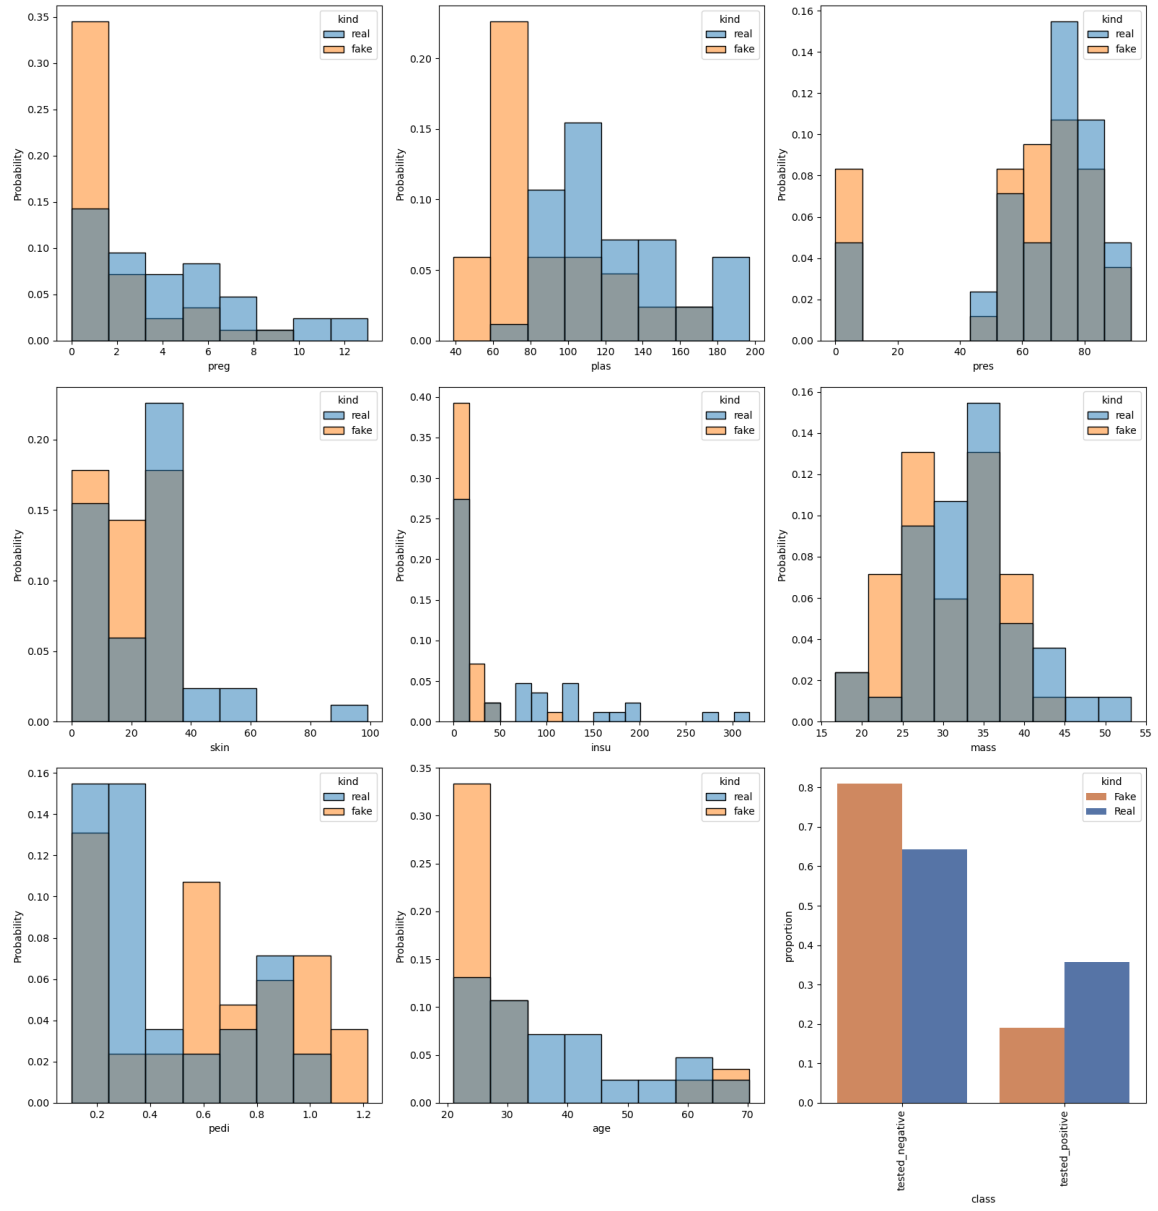 kind
real
fake
0.35
0.30
0.25
0.20
0.15
0.10
0.05
0.00
Probability
0 2 4 6 8 10 12
preg
kind
real
fake
0.20
0.15
0.10
0.05
0.00
Probability
40 60 80 100 120 140 160 180 200
plas
kind
real
fake
0.16
0.14
0.12
0.10
0.08
0.06
0.04
0.02
0.00
Probability
0 20 40 60 80
pres
kind
real
fake
0.20
0.15
0.10
0.05
0.00
Probability
0 20 40 60 80 100
skin
kind
real
fake
0.40
0.35
0.30
0.25
0.20
0.15
0.10
0.05
0.00
Probability
0 50 100 150 200 250 300
insu
kind
real
fake
0.16
0.14
0.12
0.10
0.08
0.06
0.04
0.02
0.00
Probability
15 20 25 30 35 40 45 50 55
mass
kind
real
fake
0.16
0.14
0.12
0.10
0.08
0.06
0.04
0.02
0.00
Probability
0.2 0.4 0.6 0.8 1.0 1.2
pedi
kind
real
fake
0.35
0.30
0.25
0.20
0.15
0.10
0.05
0.00
Probability
20 30 40 50 60 70
age
kind
Fake
Real
0.8
0.7
0.6
0.5
0.4
0.3
0.2
0.1
0.0
proportion
tested_negative
tested_positive
class